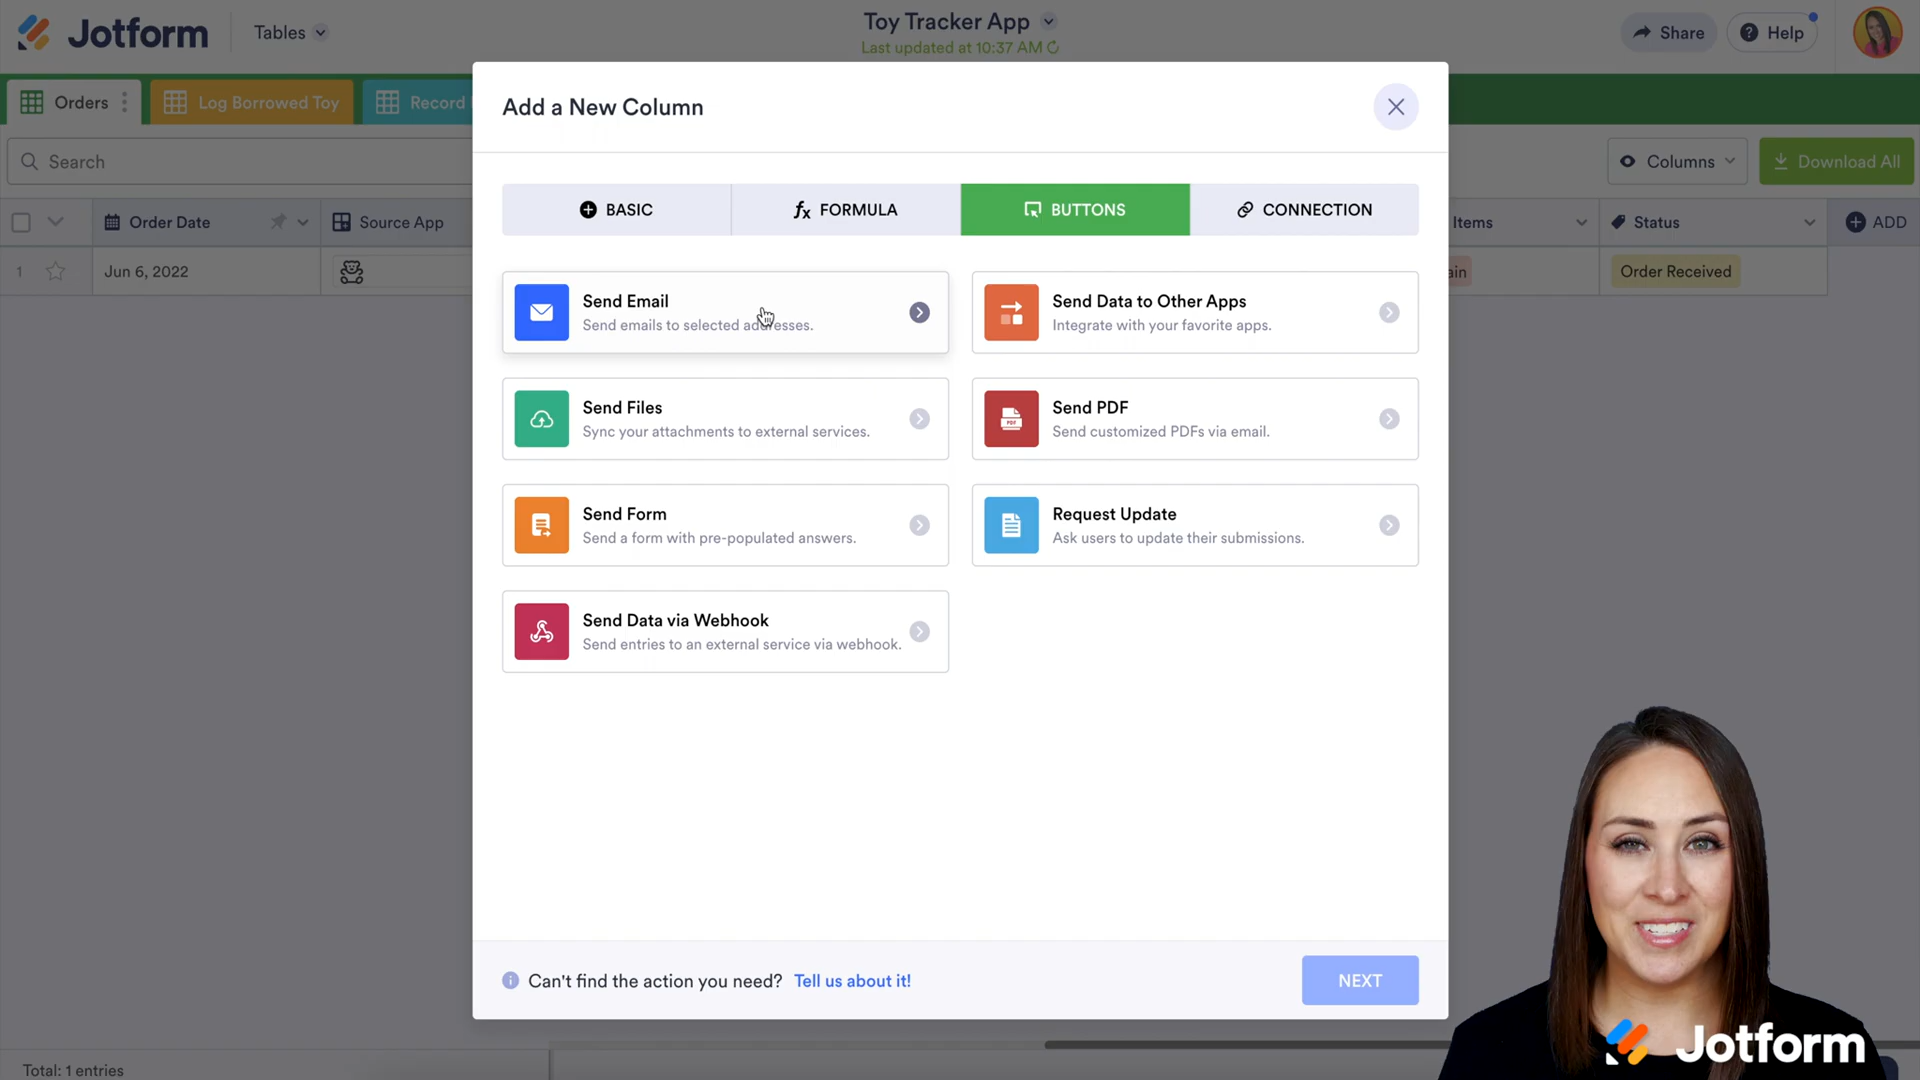 Jotform
Tables
Toy Tracker App
Last updated at 10:37 AM
Share
Help
Orders
Log Borrowed Toy
Record
Search
Columns
Download All
Order Date
Source App
Items
Status
ADD
1
Jun 6, 2022
ain
Order Received
Add a New Column
BASIC
fx FORMULA
BUTTONS
CONNECTION
Send Email
Send emails to selected addresses.
Send Data to Other Apps
Integrate with your favorite apps.
Send Files
Sync your attachments to external services.
PDF
Send PDF
Send customized PDFs via email.
Send Form
Send a form with pre-populated answers.
Request Update
Ask users to update their submissions.
Send Data via Webhook
Send entries to an external service via webhook.
Can't find the action you need? Tell us about it!
NEXT
Total: 1 entries
Jotform